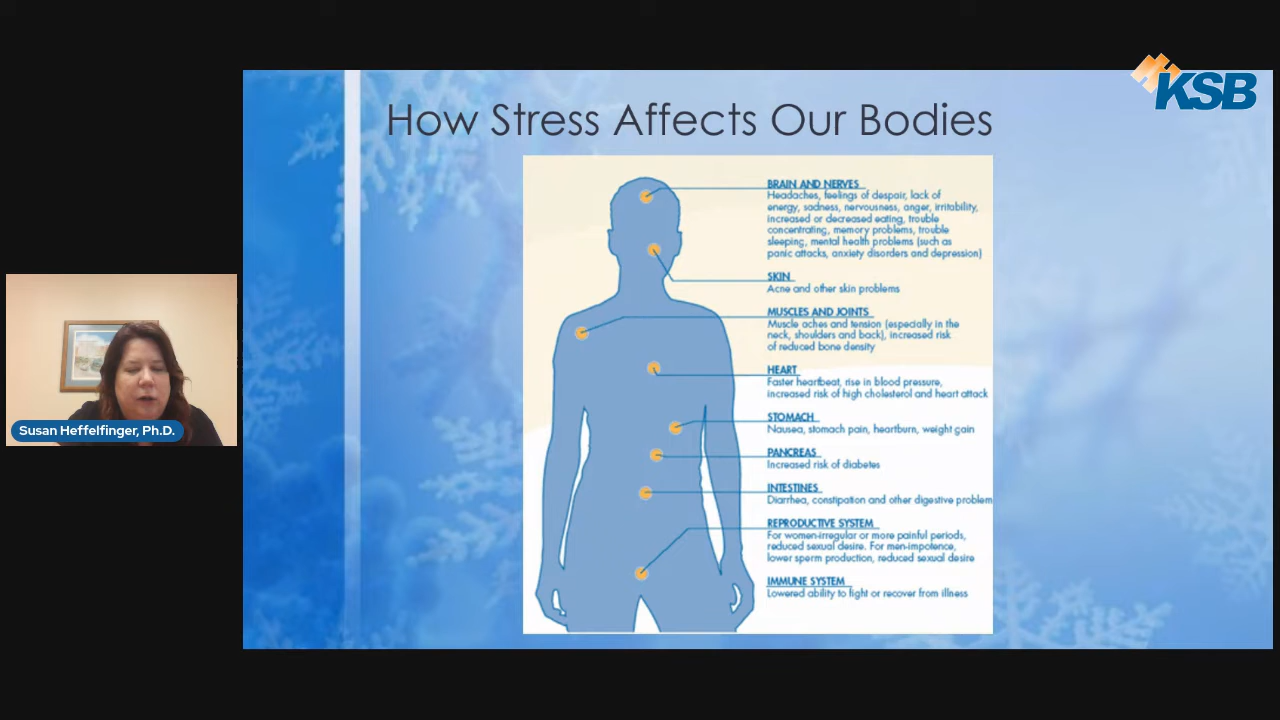 KSB
How Stress Affects Our Bodies
BRAIN AND NERVES
Headaches, feelings of despair, lack of
energy, sadness, nervousness, anger, irritability,
increased or decreased eating, trouble
concentrating, memory problems, trouble
sleeping, mental health problems (such as
panic attacks, anxiety disorders and depression)
SKIN
Acne and other skin problems
MUSCLES AND JOINTS
Muscle aches and tension (especially in the
neck, shoulders and back), increased risk
of reduced bone density
HEART
Faster heartbeat, rise in blood pressure,
increased risk of high cholesterol and heart attack
STOMACH
Nausea, stomach pain, heartburn, weight gain
PANCREAS
Increased risk of diabetes
INTESTINES
Diarrhea, constipation and other digestive problem
REPRODUCTIVE SYSTEM
For women-irregular or more painful periods,
reduced sexual desire. For men-impotence,
lower sperm production, reduced sexual desire
IMMUNE SYSTEM
Lowered ability to fight or recover from illness
Susan Heffelfinger, Ph.D.